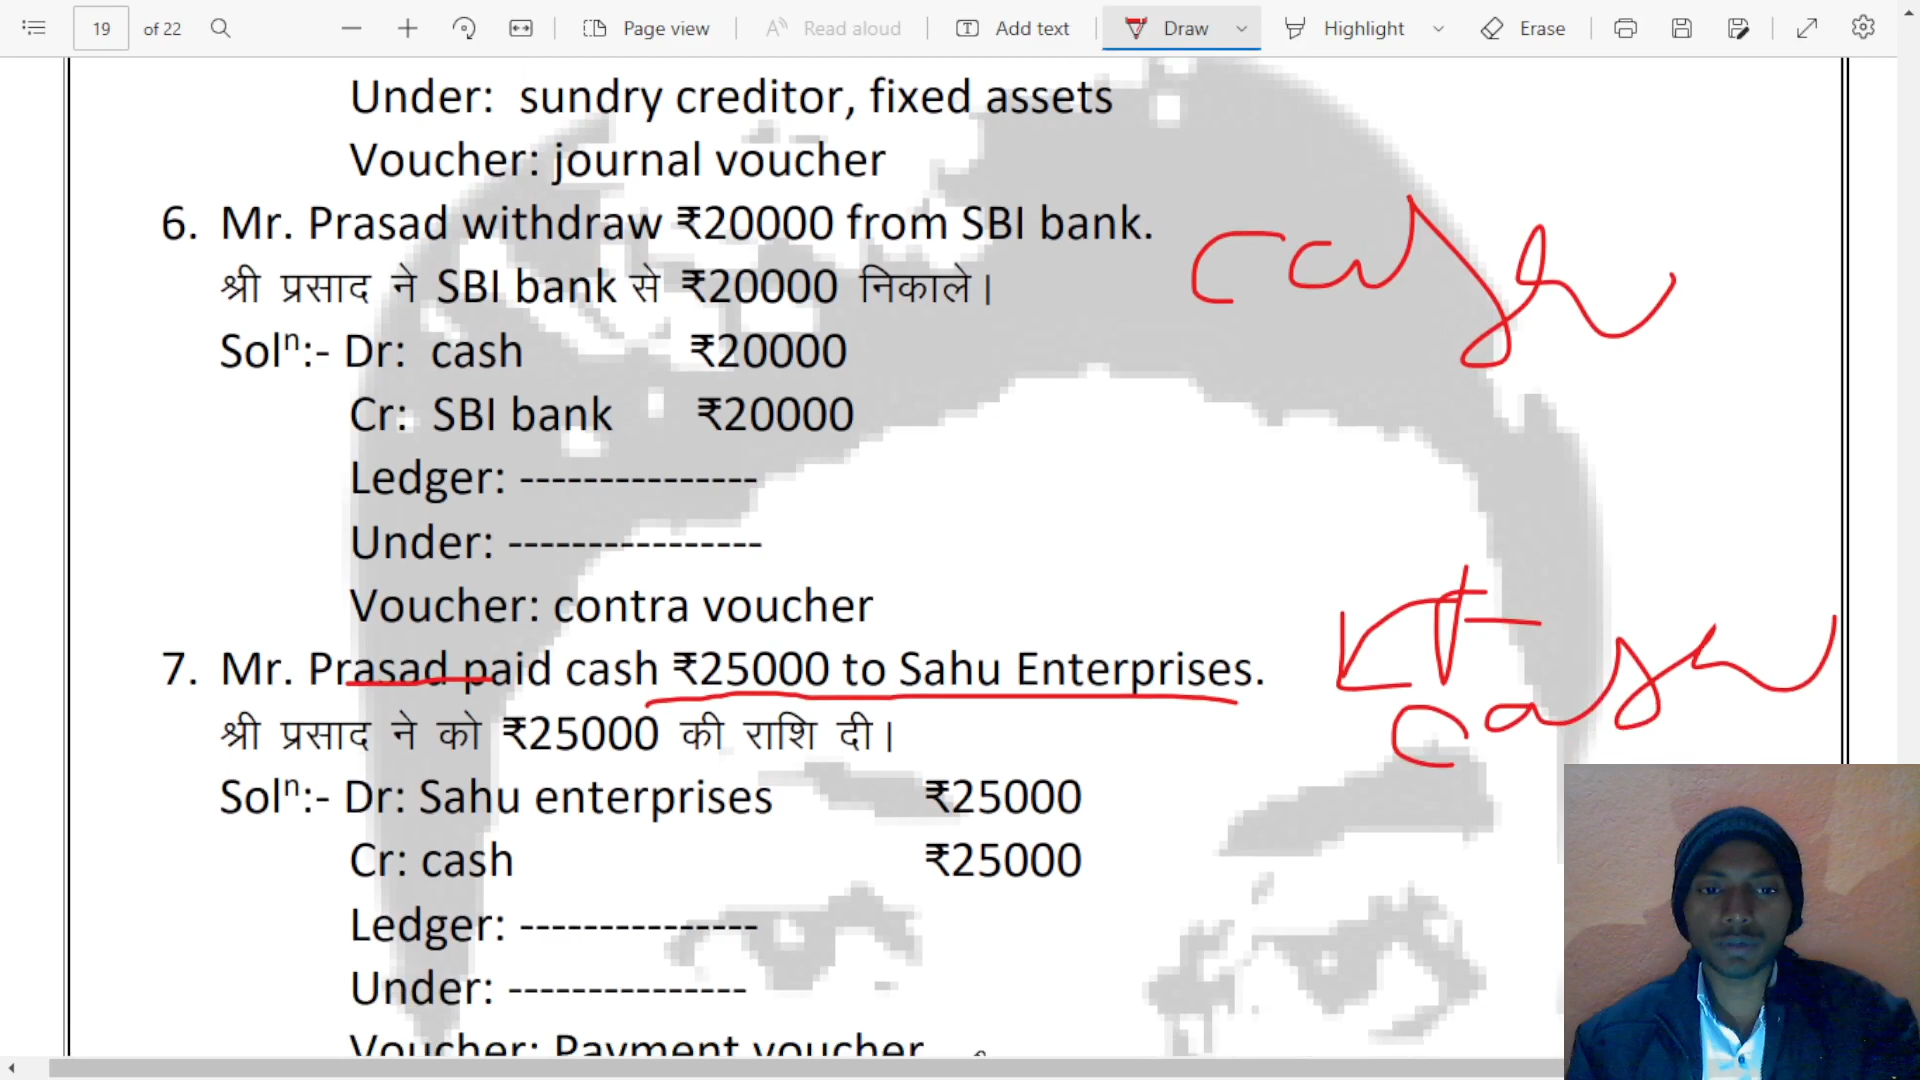 19 of 22 Page view Read aloud Add text Draw Highlight Erase
Under: sundry creditor, fixed assets
Voucher: journal voucher
6. Mr. Prasad withdraw ₹20000 from SBI bank.
श्री प्रसाद ने SBI bank से ₹20000 निकाले।
cash
Solⁿ:- Dr: cash ₹20000
Cr: SBI bank ₹20000
Ledger: ---------------
Under: ----------------
Voucher: contra voucher
7. Mr. Prasad paid cash ₹25000 to Sahu Enterprises.
श्री प्रसाद ने को ₹25000 की राशि दी।
cash
Solⁿ:- Dr: Sahu enterprises ₹25000
Cr: cash ₹25000
Ledger: ---------------
Under: ---------------
Voucher: Payment voucher